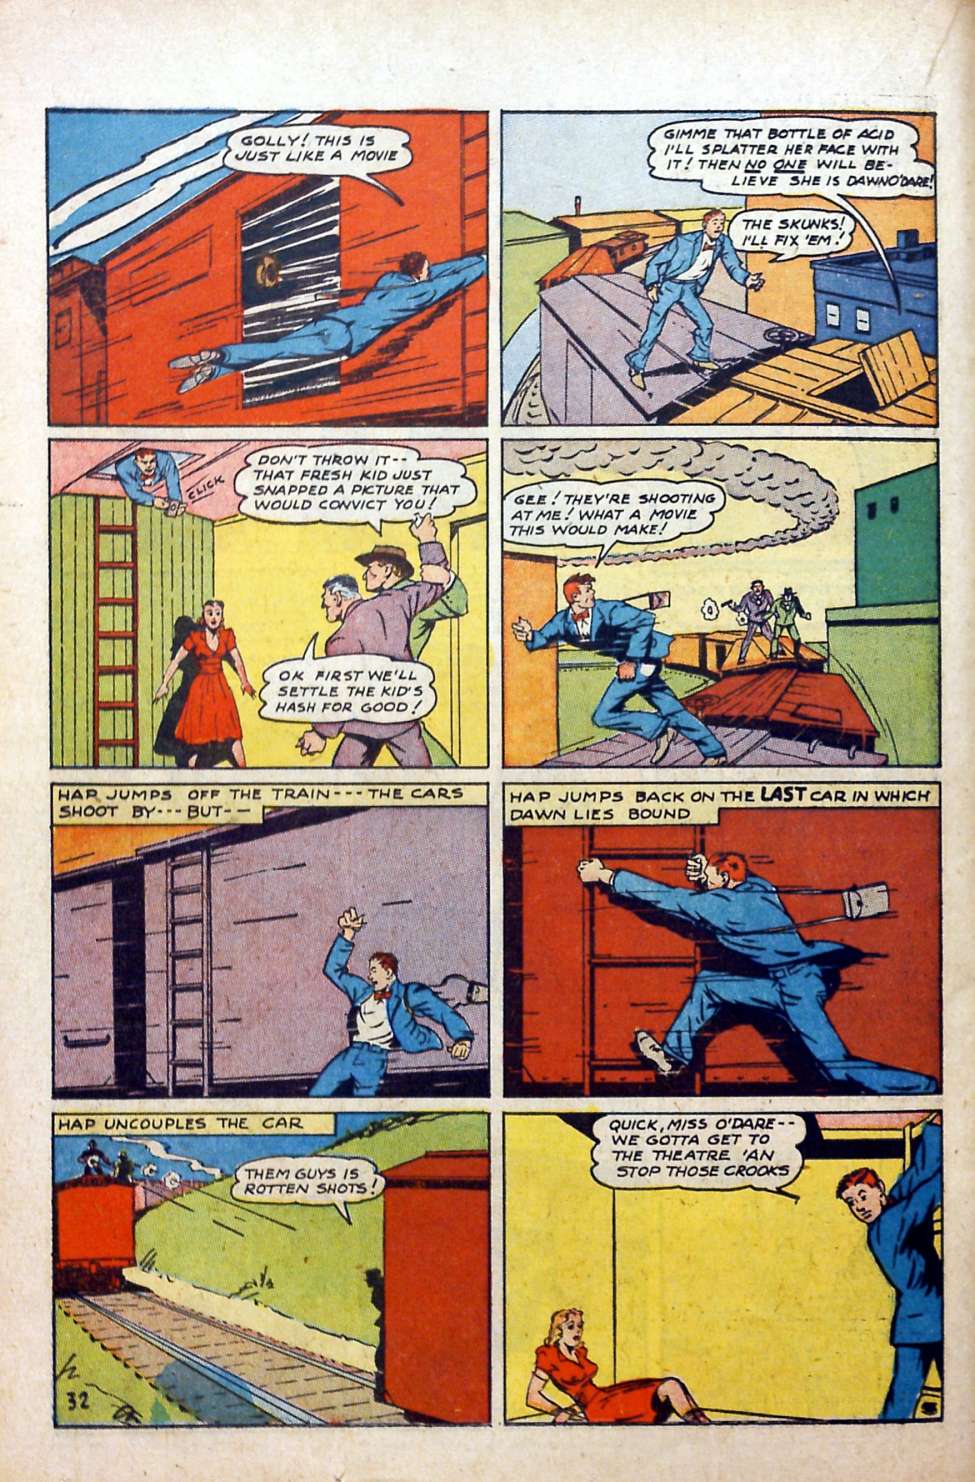 GOLLY! THIS IS
JUST LIKE A MOVIE
GIMME THAT BOTTLE OF ACID
I'LL SPLATTER HER FACE WITH
IT! THEN NO ONE WILL BE-
LIEVE SHE IS DAWN O'DARE!
THE SKUNKS!
I'LL FIX 'EM!
CLICK
DON'T THROW IT--
THAT FRESH KID JUST
SNAPPED A PICTURE THAT
WOULD CONVICT YOU!
OK FIRST WE'LL
SETTLE THE KID'S
HASH FOR GOOD!
GEE! THEY'RE SHOOTING
AT ME! WHAT A MOVIE
THIS WOULD MAKE!
HAP JUMPS OFF THE TRAIN---THE CARS
SHOOT BY---BUT--
HAP JUMPS BACK ON THE LAST CAR IN WHICH
DAWN LIES BOUND
HAP UNCOUPLES THE CAR
THEM GUYS IS
ROTTEN SHOTS!
32
QUICK, MISS O'DARE--
WE GOTTA GET TO
THE THEATRE 'AN
STOP THOSE CROOKS